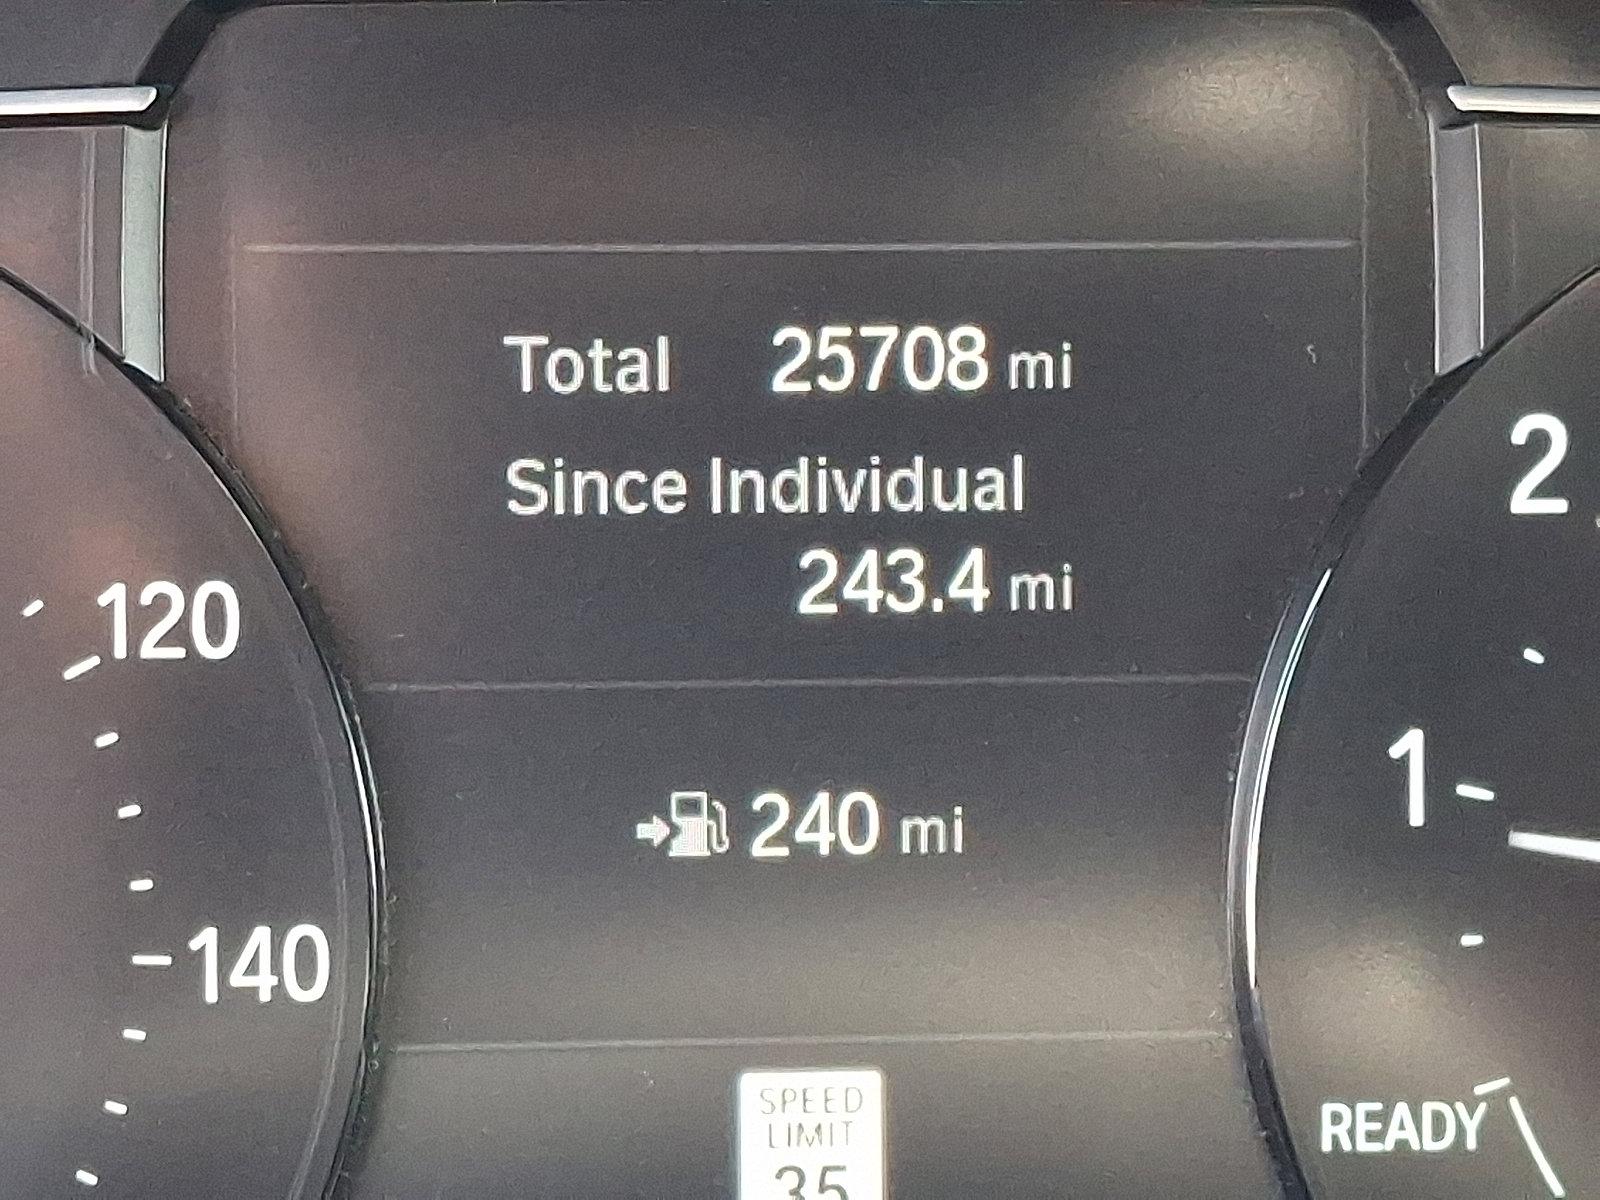 Total 25708 mi
Since Individual
243.4 mi
240 mi
120
140
2
1
READY
SPEED
LIMIT
35